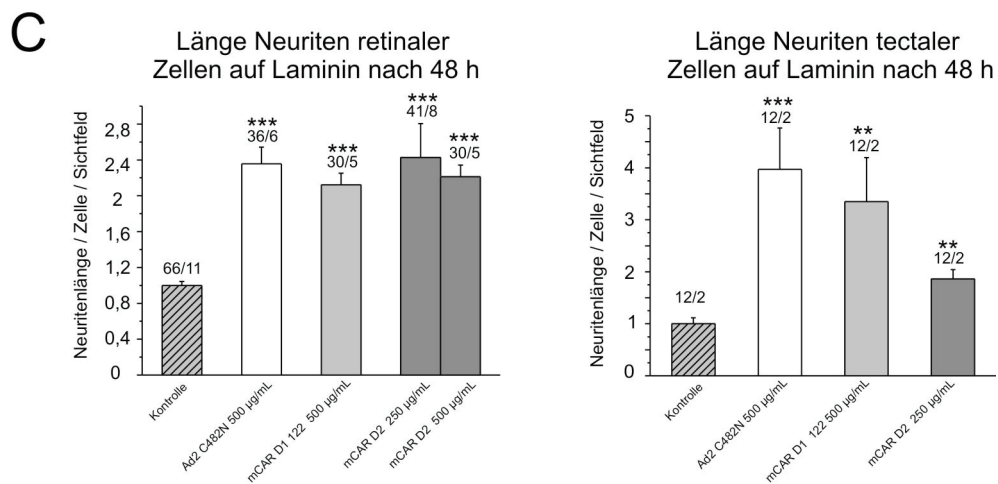 C
Länge Neuriten retinaler
Zellen auf Laminin nach 48 h
Neuritenlänge / Zelle / Sichtfeld
2,8
2,4
2
1,6
1,2
0,8
0,4
0
66/11
***
36/6
***
30/5
***
41/8
***
30/5
Kontrolle
Ad2 C482N 500 µg/mL
mCAR D1 122 500 µg/mL
mCAR D2 250 µg/mL
mCAR D2 500 µg/mL
Länge Neuriten tectaler
Zellen auf Laminin nach 48 h
Neuritenlänge / Zelle / Sichtfeld
5
4
3
2
1
0
12/2
***
12/2
**
12/2
**
12/2
Kontrolle
Ad2 C482N 500 µg/mL
mCAR D1 122 500 µg/mL
mCAR D2 250 µg/mL